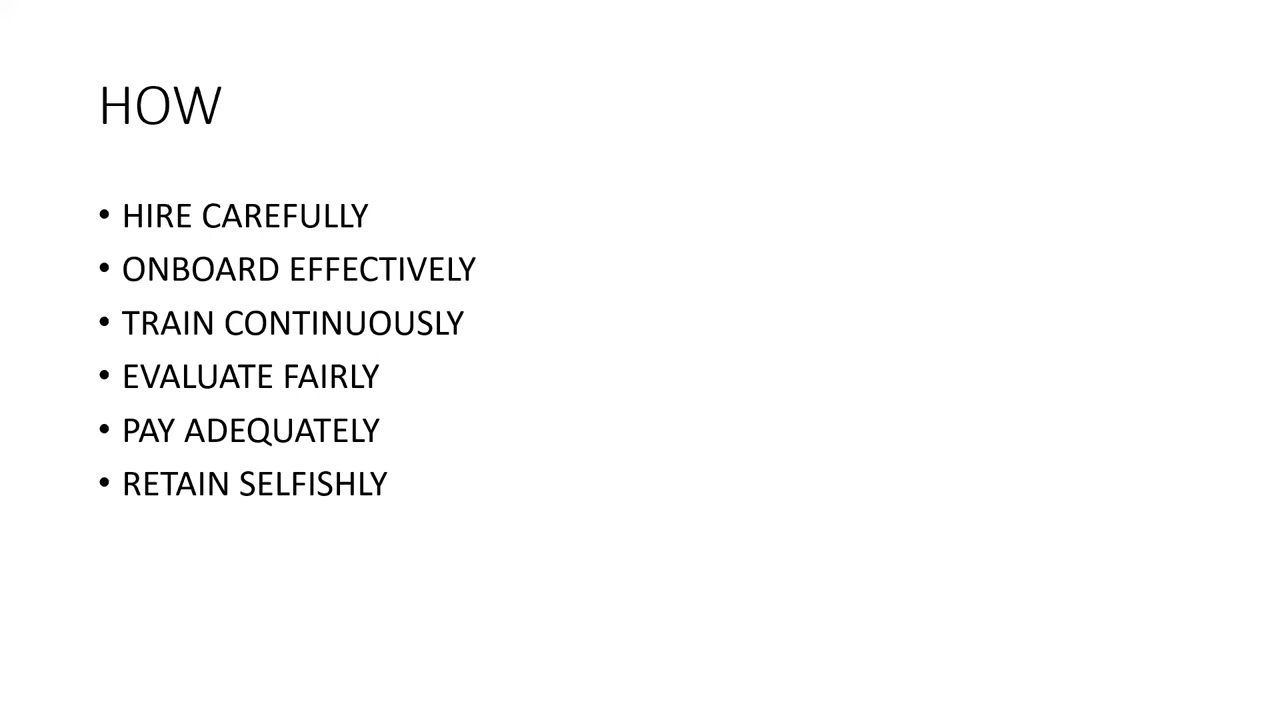 HOW
• HIRE CAREFULLY
• ONBOARD EFFECTIVELY
• TRAIN CONTINUOUSLY
• EVALUATE FAIRLY
• PAY ADEQUATELY
• RETAIN SELFISHLY